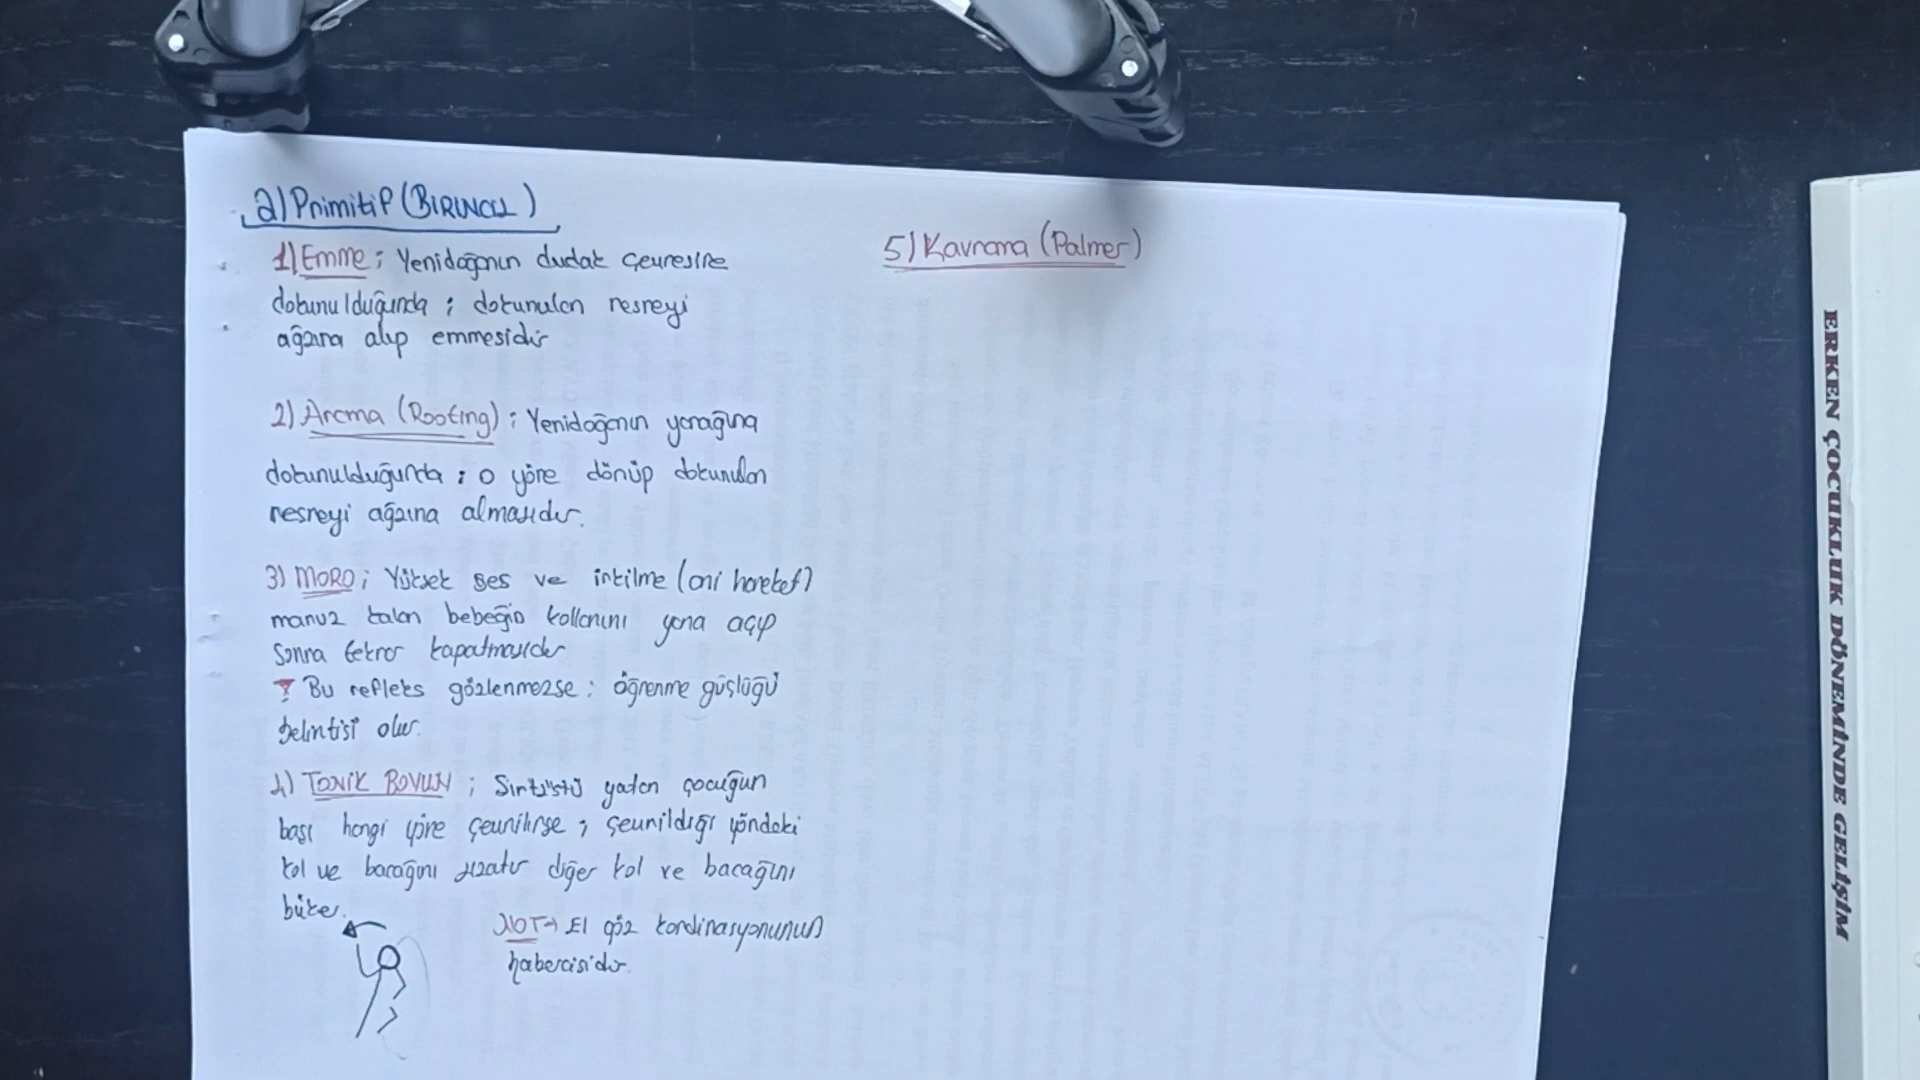 a) Primitif (BİRİNCİL)
1) Emme ; Yenidoğanın dudak çevresine
dokunulduğunda ; dokunulan nesneyi
ağzına alıp emmesidir
2) Arama (Rooting) ; Yenidoğanın yanağına
dokunulduğunda ; o yöne dönüp dokunulan
nesneyi ağzına almasıdır.
3) MORO ; Yüksek ses ve irkilme (ani hareket)
maruz kalan bebeğin kollarını yana açıp
sonra tekrar kapatmasıdır
! Bu refleks gözlenmezse ; öğrenme güçlüğü
belirtisi olur.
4) TONİK BOYUN ; Sırtüstü yatan çocuğun
başı hangi yöne çevrilirse ; çevrildiği yöndeki
kol ve bacağını uzatır diğer kol ve bacağını
büker.
NOT→ El göz kordinasyonunun
habercisidir.
5) Kavrama (Palmer)
ERKEN ÇOCUKLUK DÖNEMİNDE GELİŞİM